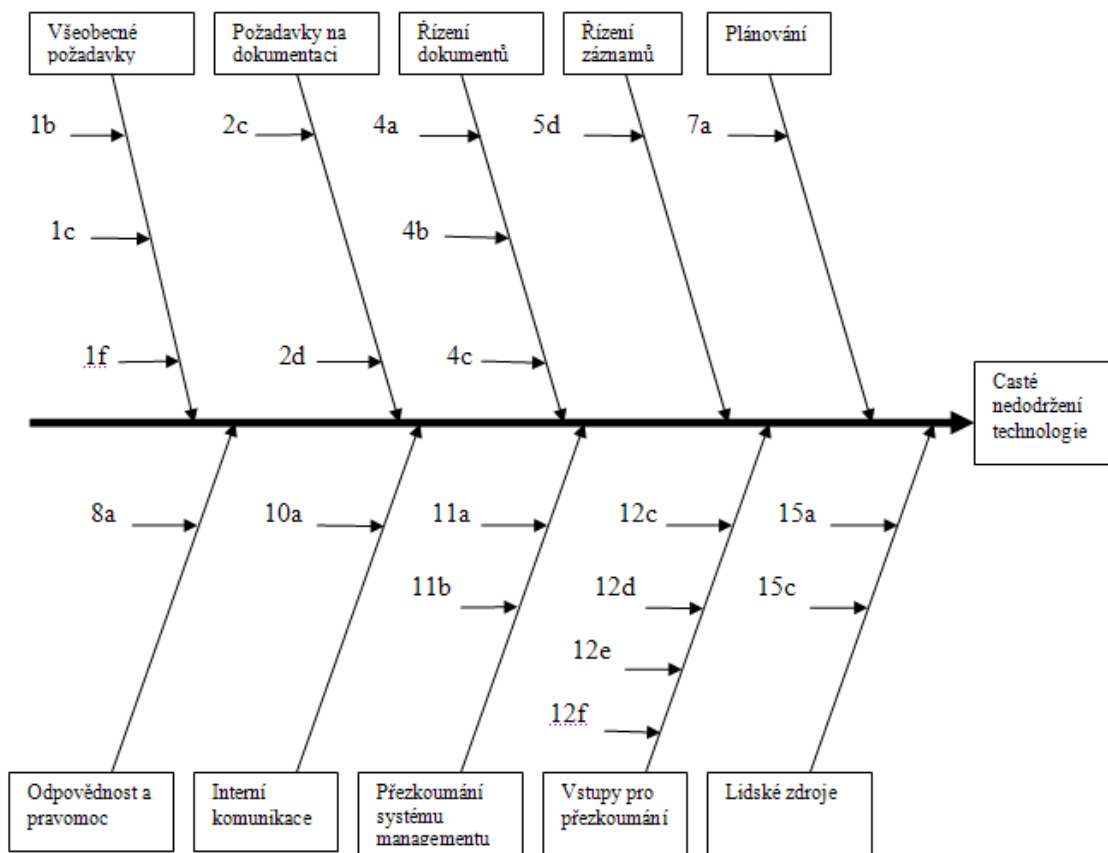 Všeobecné
požadavky
Požadavky na
dokumentaci
Řízení
dokumentů
Řízení
záznamů
Plánování
1b
2c
4a
5d
7a
1c
4b
1f
2d
4c
Casté
nedodržení
technologie
8a
10a
11a
12c
15a
11b
12d
15c
12e
12f
Odpovědnost a
pravomoc
Interní
komunikace
Přezkoumání
systému
managementu
Vstupy pro
přezkoumání
Lidské zdroje